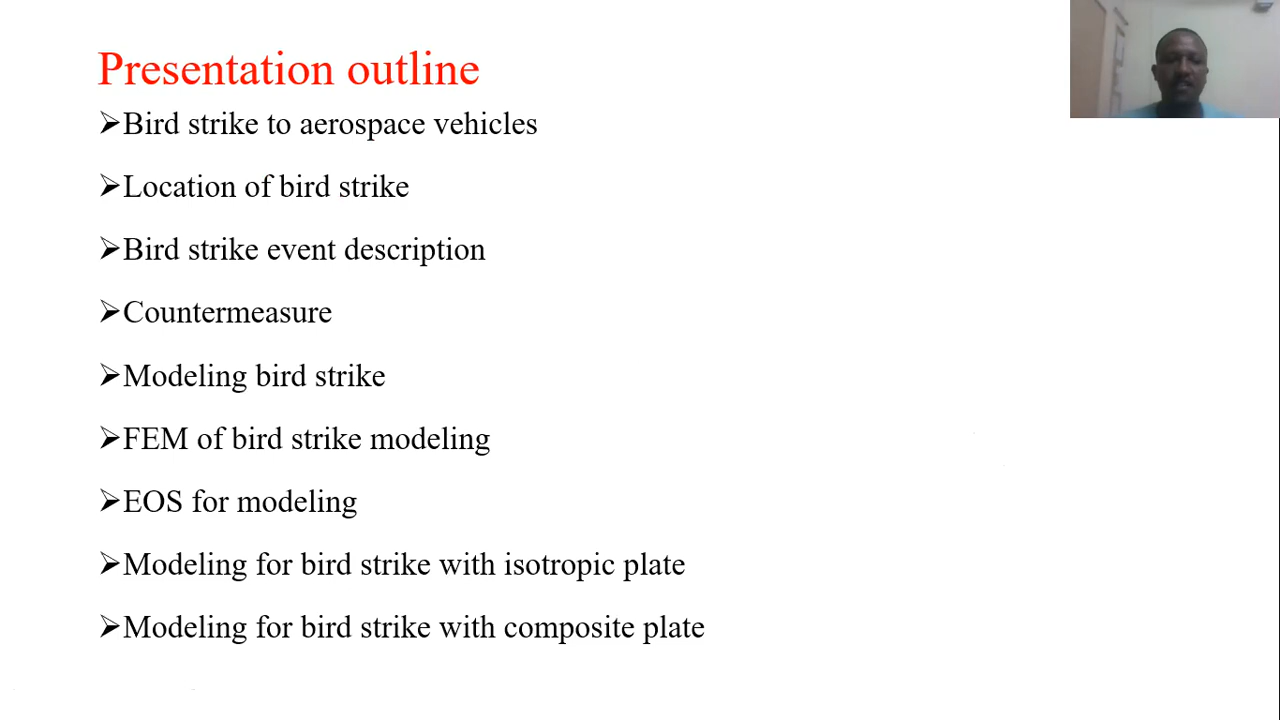 Presentation outline
➢Bird strike to aerospace vehicles
➢Location of bird strike
➢Bird strike event description
➢Countermeasure
➢Modeling bird strike
➢FEM of bird strike modeling
➢EOS for modeling
➢Modeling for bird strike with isotropic plate
➢Modeling for bird strike with composite plate